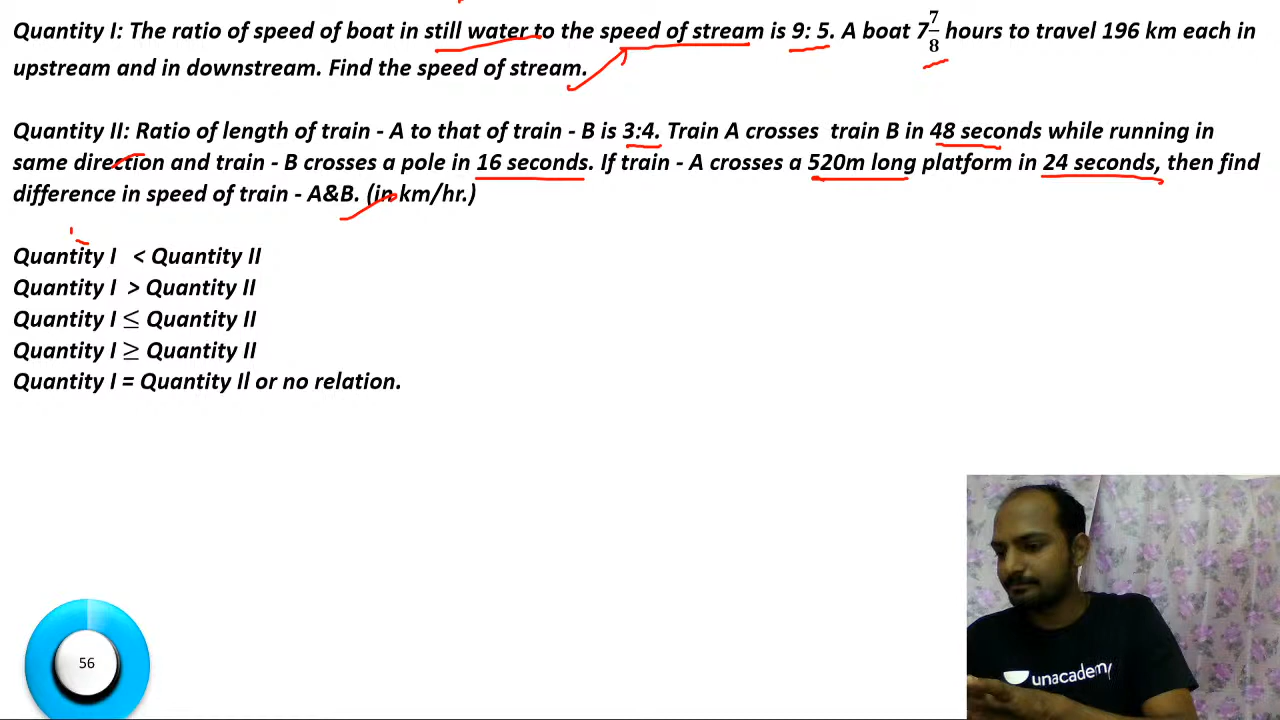 Quantity I: The ratio of speed of boat in still water to the speed of stream is 9: 5. A boat 7 7/8 hours to travel 196 km each in
upstream and in downstream. Find the speed of stream.
Quantity II: Ratio of length of train - A to that of train - B is 3:4. Train A crosses train B in 48 seconds while running in
same direction and train - B crosses a pole in 16 seconds. If train - A crosses a 520m long platform in 24 seconds, then find
difference in speed of train - A&B. (in km/hr.)
Quantity I < Quantity II
Quantity I > Quantity II
Quantity I ≤ Quantity II
Quantity I ≥ Quantity II
Quantity I = Quantity II or no relation.
56
unacademy